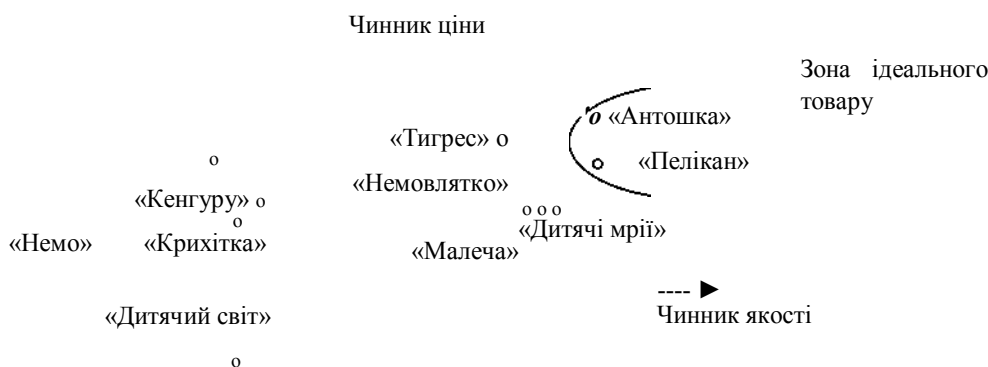 Чинник ціни
Зона ідеального
товару
o «Антошка»
«Тигрес» o
o
o «Пелікан»
«Немовлятко»
«Кенгуру» o
o o o
o
«Дитячі мрії»
«Немо» «Крихітка»
«Малеча»
---- ►
«Дитячий світ»
Чинник якості
o